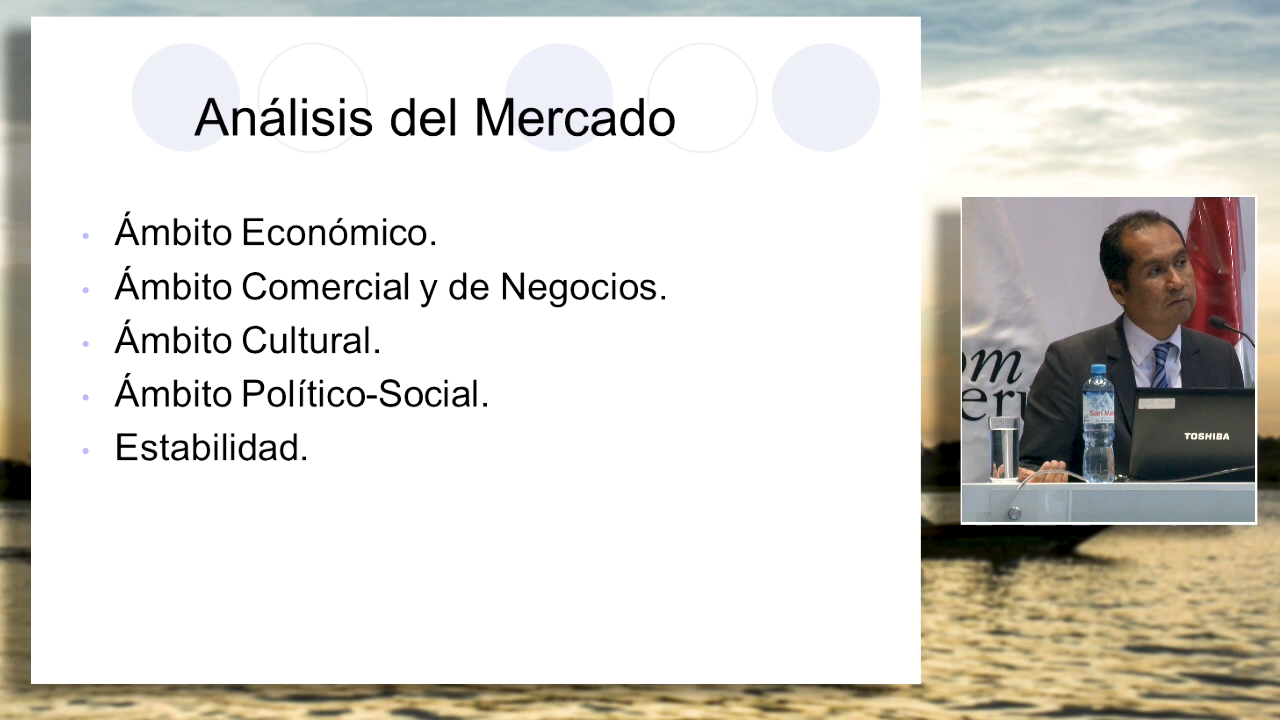 Análisis del Mercado
Ámbito Económico.
Ámbito Comercial y de Negocios.
Ámbito Cultural.
Ámbito Político-Social.
Estabilidad.
TOSHIBA